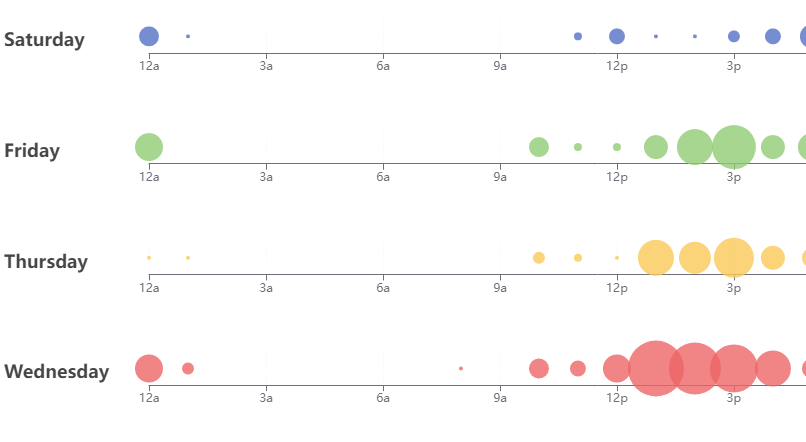 Saturday
12a 3a 6a 9a 12p 3p
Friday
12a 3a 6a 9a 12p 3p
Thursday
12a 3a 6a 9a 12p 3p
Wednesday
12a 3a 6a 9a 12p 3p